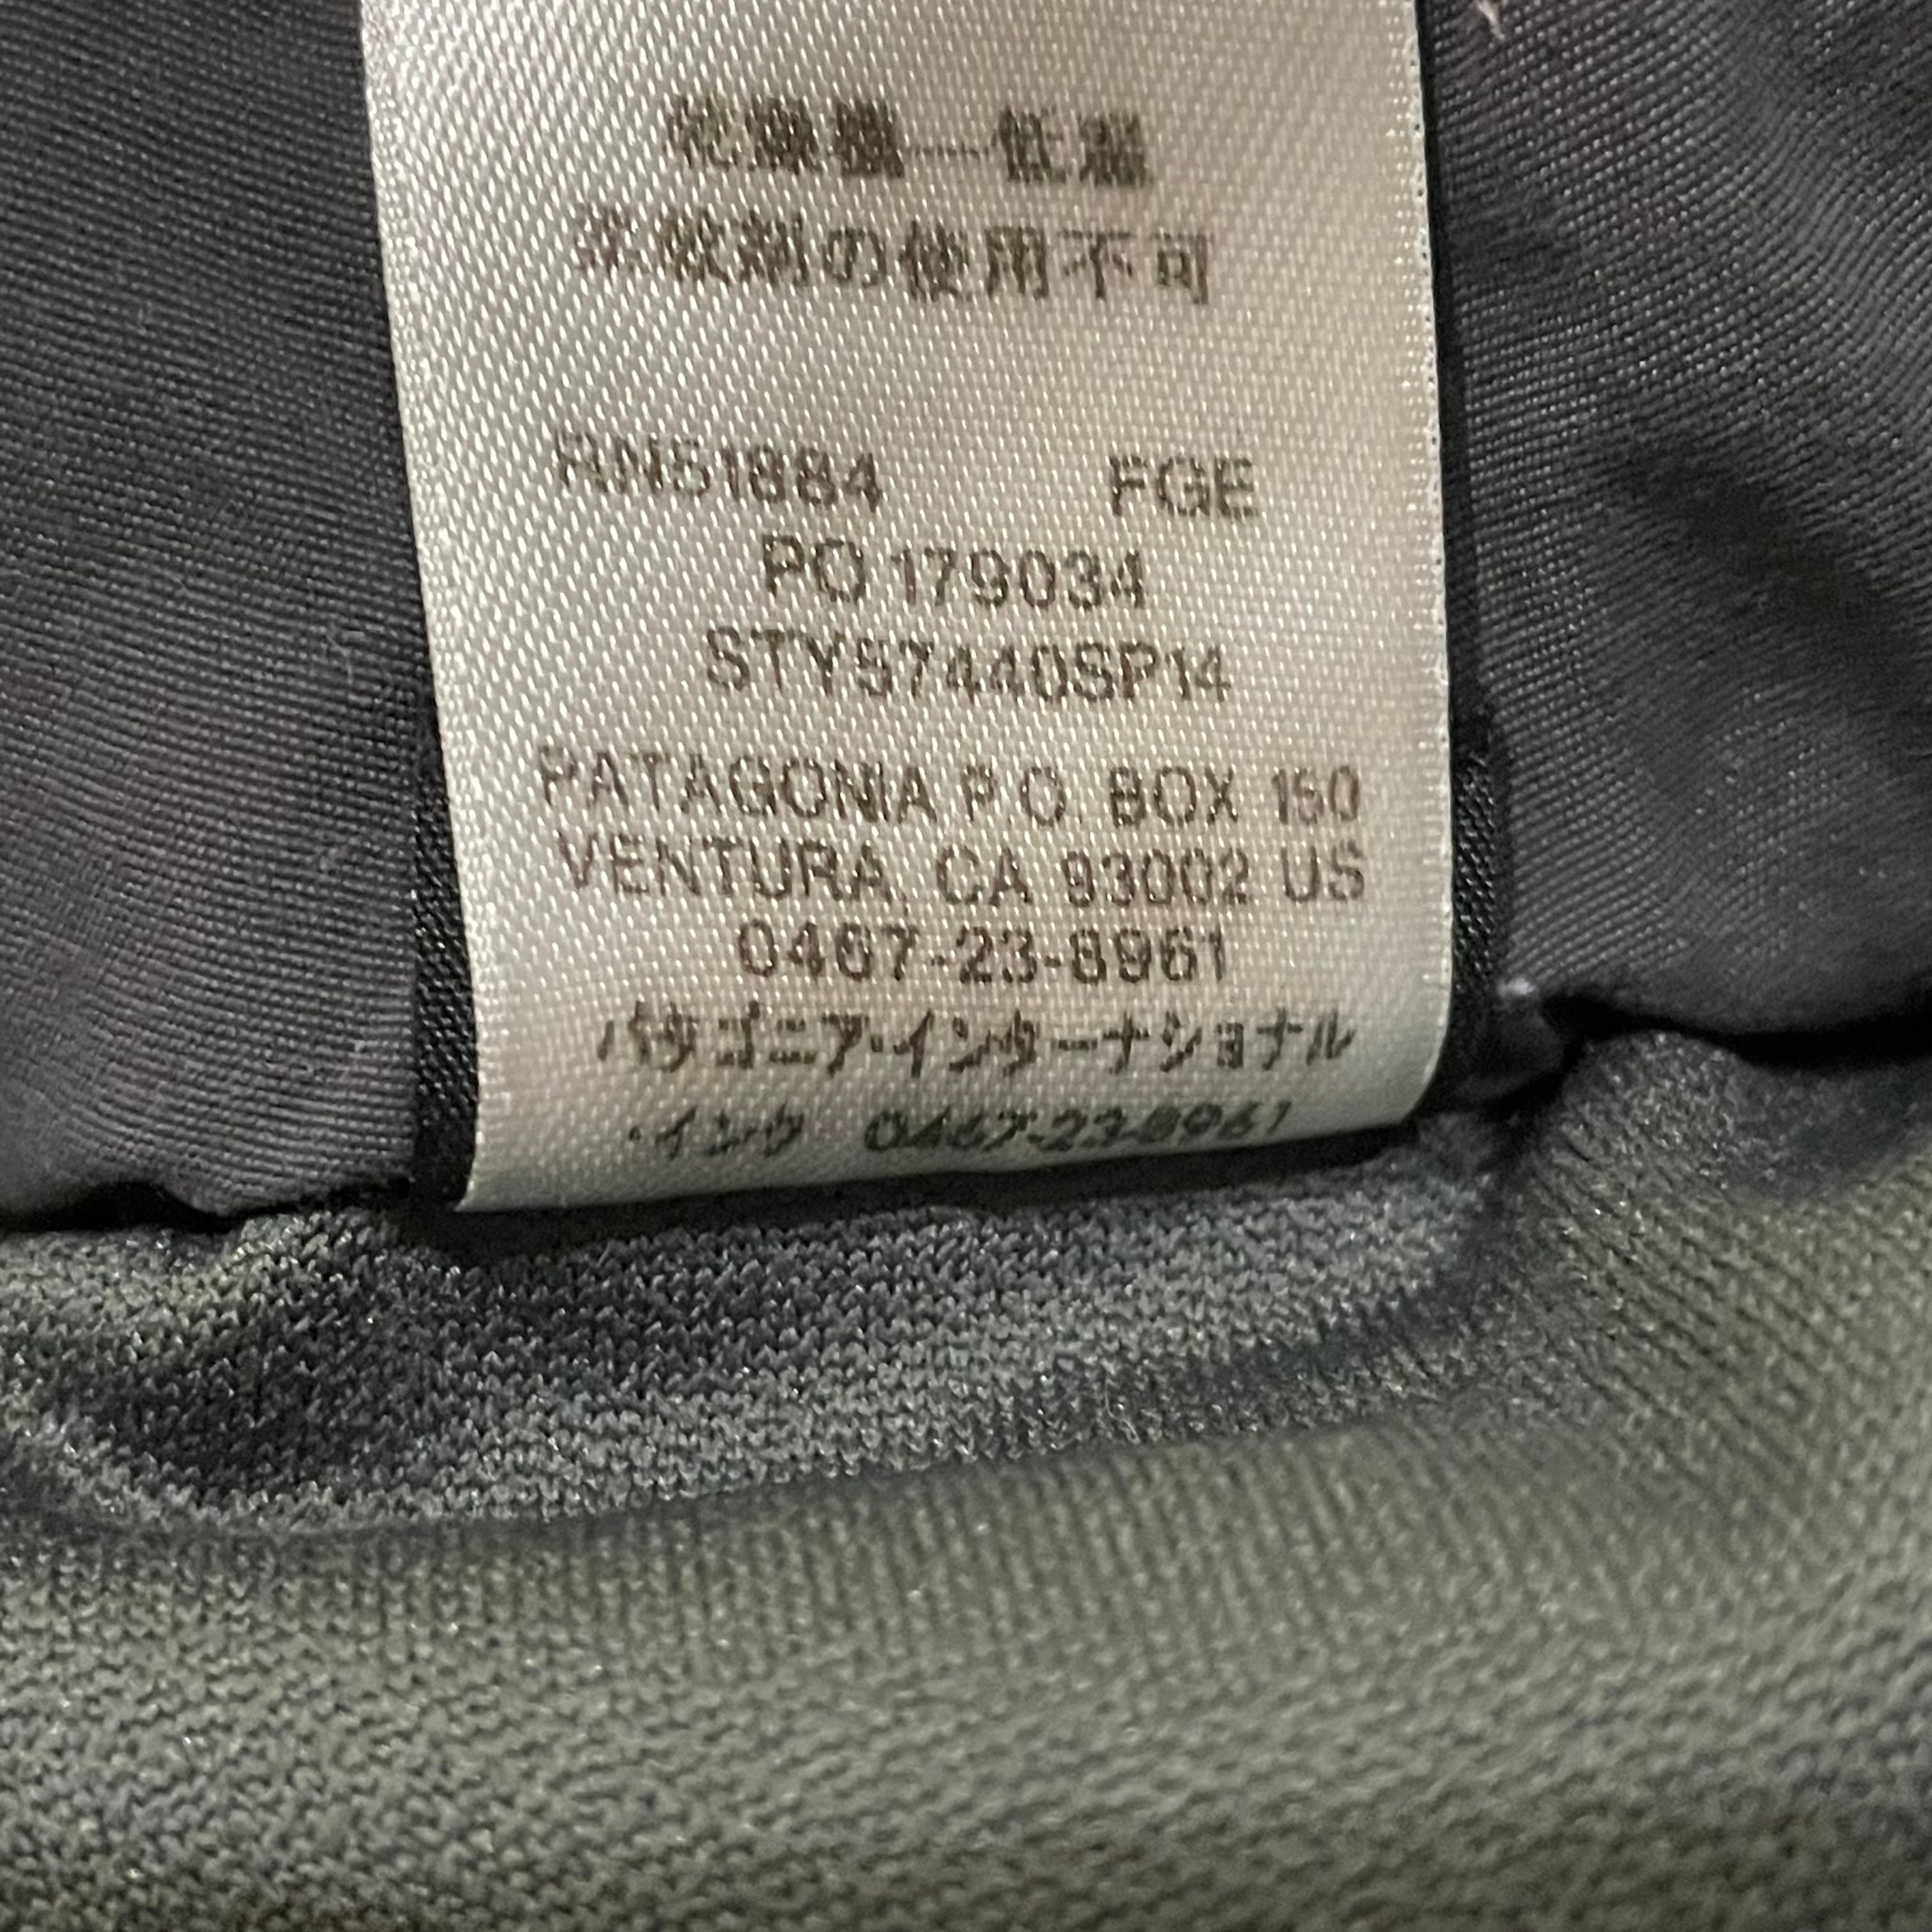 乾燥機—低温
柔軟剤の使用不可
RN51884 FGE
PO 179034
STY57440SP14
PATAGONIA P.O. BOX 150
VENTURA, CA 93002 US
0467-23-8961
パタゴニア・インターナショナル
・インク 0467-23-8961